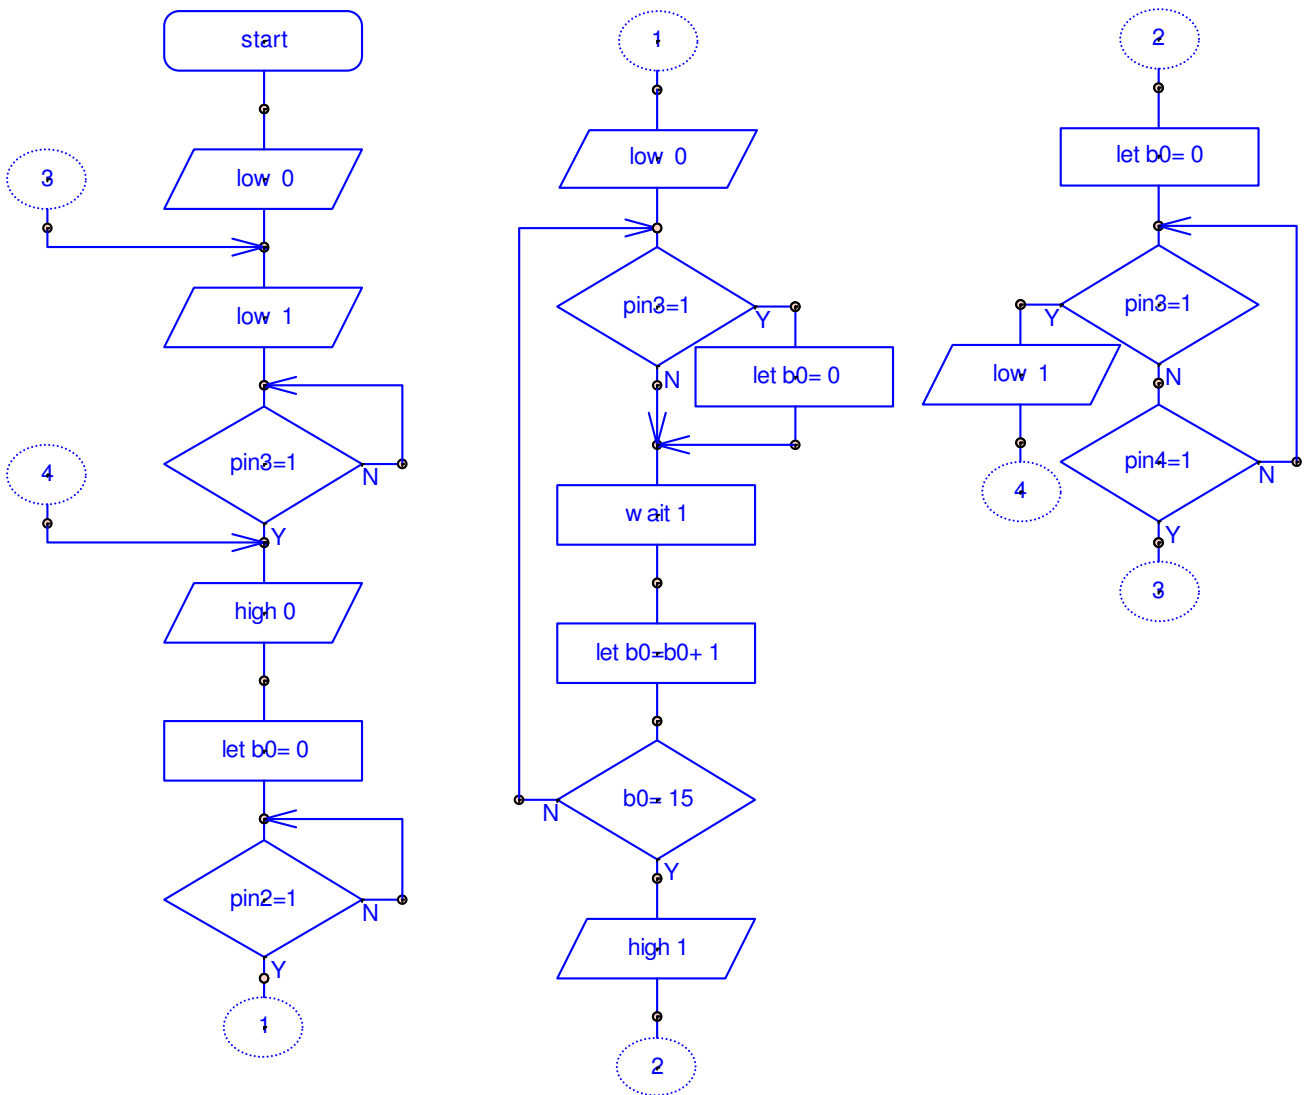 start
low 0
3
low 1
pin3=1
N
4
Y
high 0
let b0= 0
pin2=1
N
Y
1
1
low 0
pin3=1
Y
N
let b0= 0
wait 1
let b0=b0+ 1
b0= 15
N
Y
high 1
2
2
let b0= 0
pin3=1
Y
low 1
N
pin4=1
4
N
Y
3